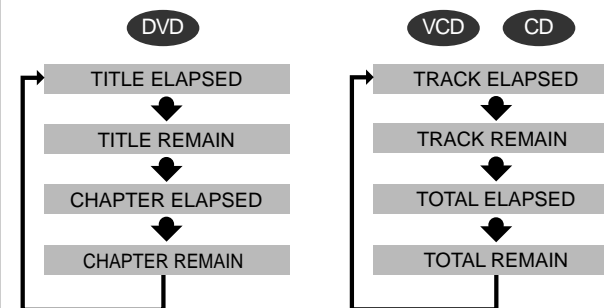 DVD
TITLE ELAPSED
TITLE REMAIN
CHAPTER ELAPSED
CHAPTER REMAIN
VCD CD
TRACK ELAPSED
TRACK REMAIN
TOTAL ELAPSED
TOTAL REMAIN